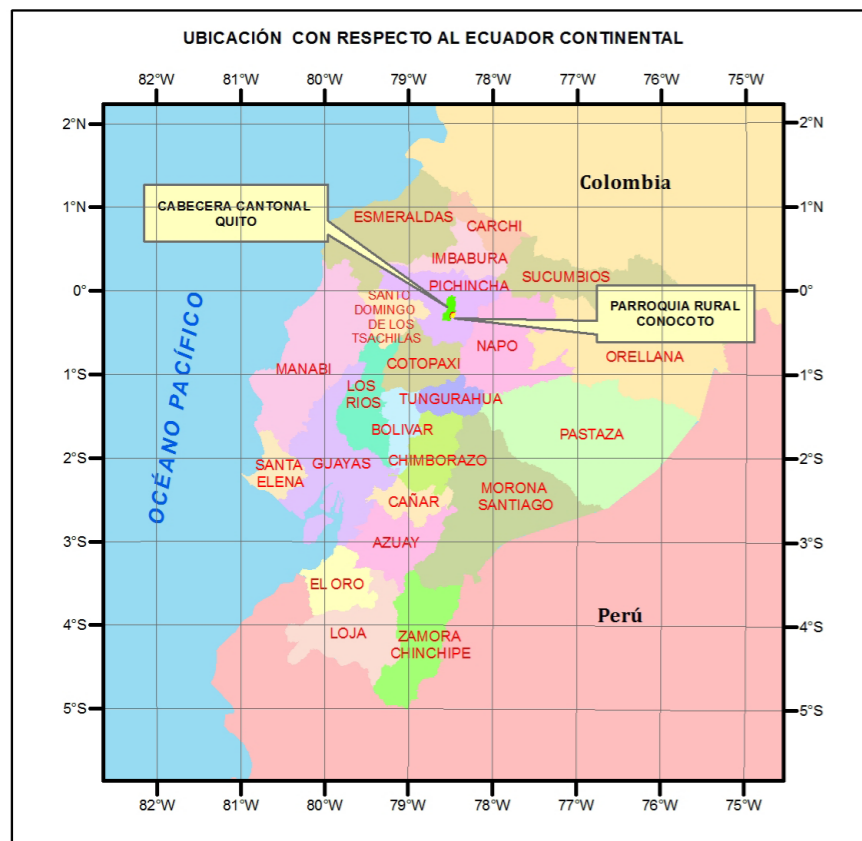 UBICACIÓN CON RESPECTO AL ECUADOR CONTINENTAL
82°W 81°W 80°W 79°W 78°W 77°W 76°W 75°W
2°N 2°N
Colombia
CABECERA CANTONAL
QUITO
1°N 1°N
ESMERALDAS
CARCHI
IMBABURA
SUCUMBIOS
PICHINCHA
0° 0°
SANTO
DOMINGO
DE LOS
TSACHILAS
PARROQUIA RURAL
CONOCOTO
NAPO
ORELLANA
COTOPAXI
MANABI
1°S 1°S
LOS
RIOS
TUNGURAHUA
BOLIVAR
PASTAZA
OCÉANO PACÍFICO
2°S 2°S
SANTA
ELENA
GUAYAS
CHIMBORAZO
CAÑAR
MORONA
SANTIAGO
3°S 3°S
AZUAY
EL ORO
Perú
4°S 4°S
LOJA
ZAMORA
CHINCHIPE
5°S 5°S
82°W 81°W 80°W 79°W 78°W 77°W 76°W 75°W